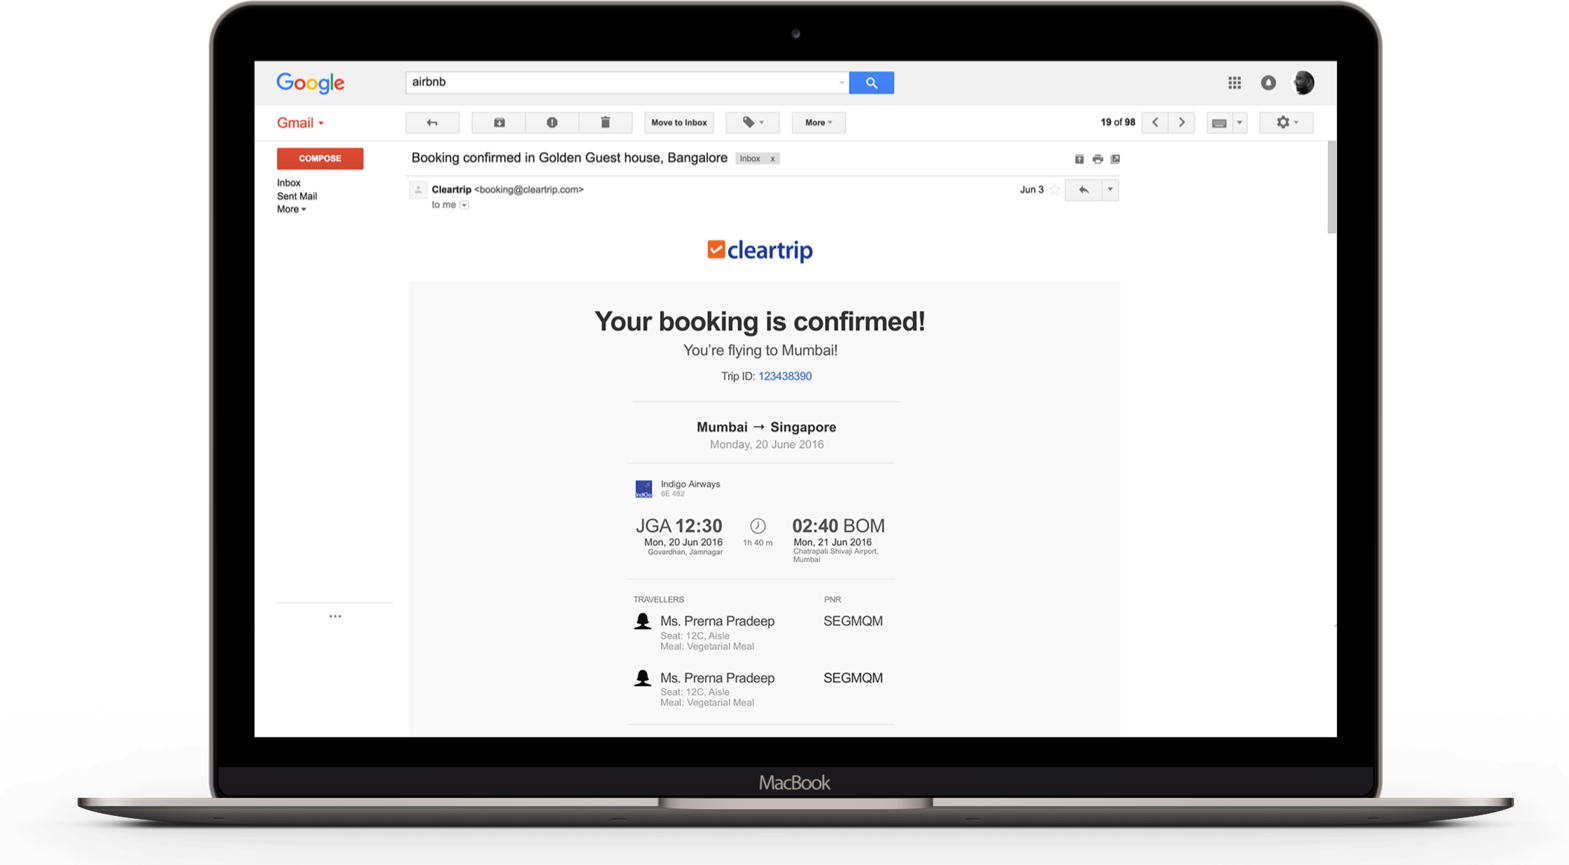 Google
airbnb
Gmail
Move to Inbox
More
19 of 98
COMPOSE
Booking confirmed in Golden Guest house, Bangalore
Inbox x
Inbox
Sent Mail
More
Cleartrip <booking@cleartrip.com>
Jun 3
to me
cleartrip
Your booking is confirmed!
You're flying to Mumbai!
Trip ID: 123438390
Mumbai → Singapore
Monday, 20 June 2016
IndiGo
Indigo Airways
6E 482
JGA 12:30
02:40 BOM
Mon, 20 Jun 2016
1h 40 m
Mon, 21 Jun 2016
Govardhan, Jamnagar
Chatrapati Shivaji Airport,
Mumbai
TRAVELLERS
PNR
Ms. Prerna Pradeep
SEGMQM
Seat: 12C, Aisle
Meal: Vegetarial Meal
Ms. Prerna Pradeep
SEGMQM
Seat: 12C, Aisle
Meal: Vegetarial Meal
MacBook